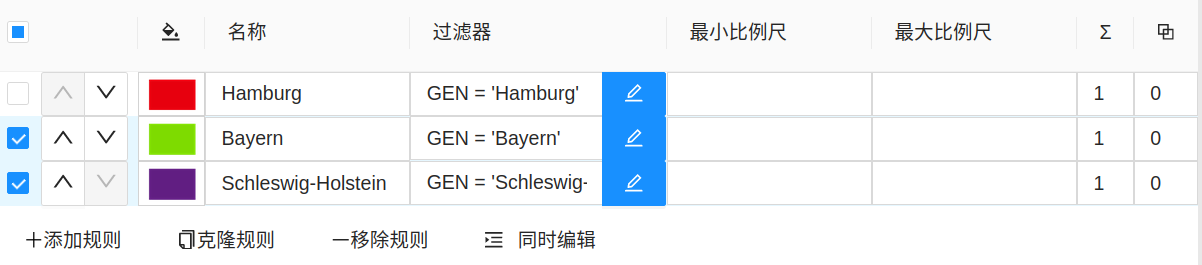 名称 过滤器 最小比例尺 最大比例尺 Σ
Hamburg GEN = 'Hamburg' 1 0
Bayern GEN = 'Bayern' 1 0
Schleswig-Holstein GEN = 'Schleswig- 1 0
添加规则 克隆规则 移除规则 同时编辑